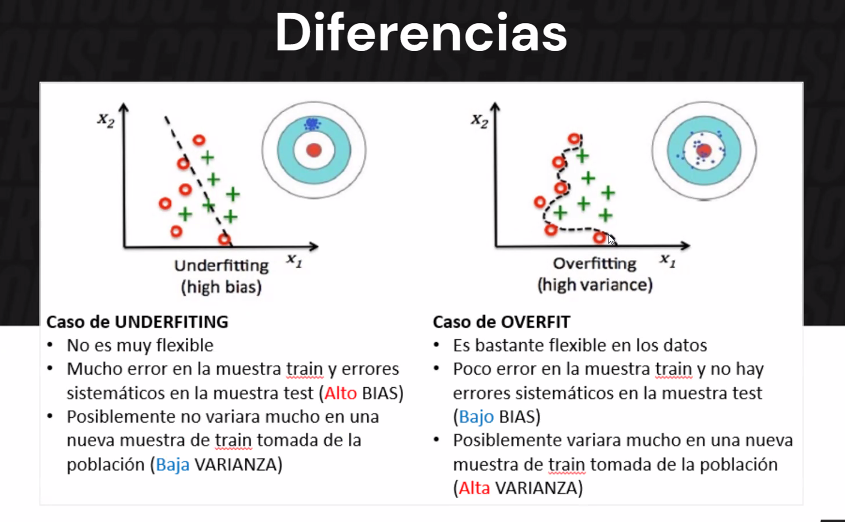 Diferencias
x2
x1
Underfitting
(high bias)
x2
x1
Overfitting
(high variance)
Caso de UNDERFITING
• No es muy flexible
• Mucho error en la muestra train y errores
sistemáticos en la muestra test (Alto BIAS)
• Posiblemente no variara mucho en una
nueva muestra de train tomada de la
población (Baja VARIANZA)
Caso de OVERFIT
• Es bastante flexible en los datos
• Poco error en la muestra train y no hay
errores sistemáticos en la muestra test
(Bajo BIAS)
• Posiblemente variara mucho en una nueva
muestra de train tomada de la población
(Alta VARIANZA)